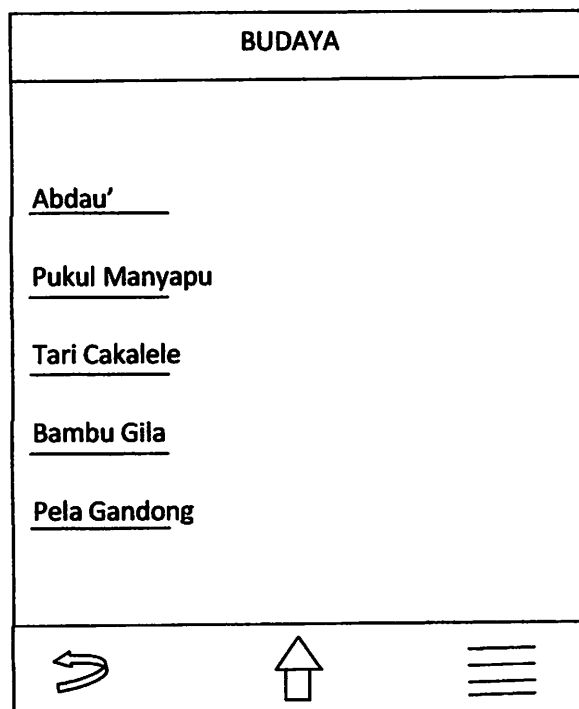 BUDAYA
Abdau'
Pukul Manyapu
Tari Cakalele
Bambu Gila
Pela Gandong